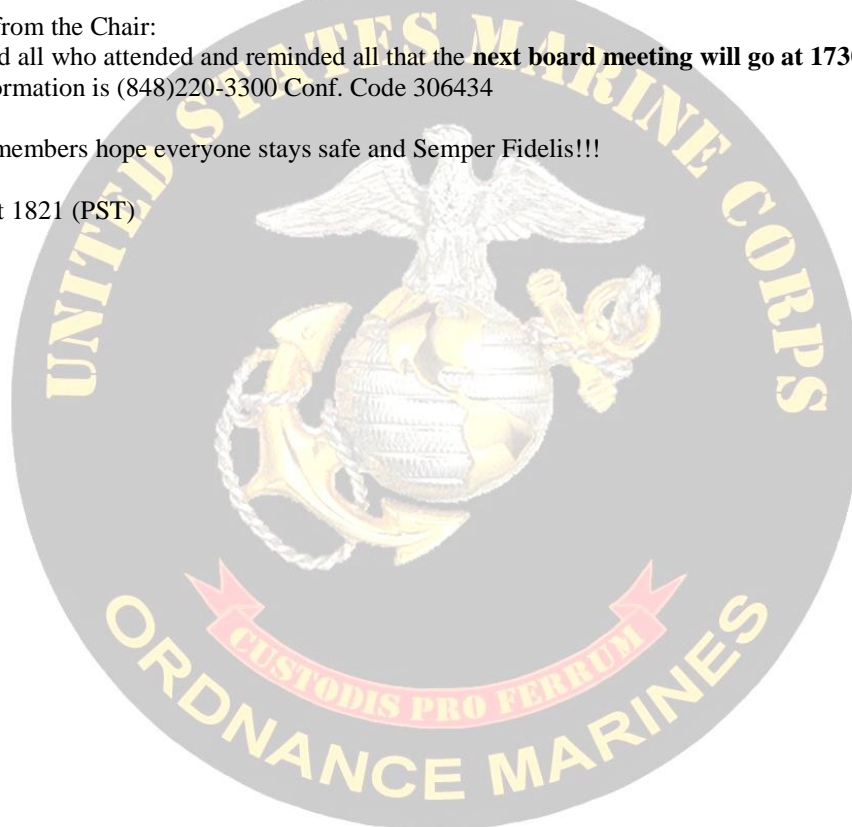 from the Chair:
d all who attended and reminded all that the next board meeting will go at 1730
ormation is (848)220-3300 Conf. Code 306434
members hope everyone stays safe and Semper Fidelis!!!
t 1821 (PST)
UNITED STATES MARINE CORPS
CUSTODIS PRO FERRUM
ORDNANCE MARINES